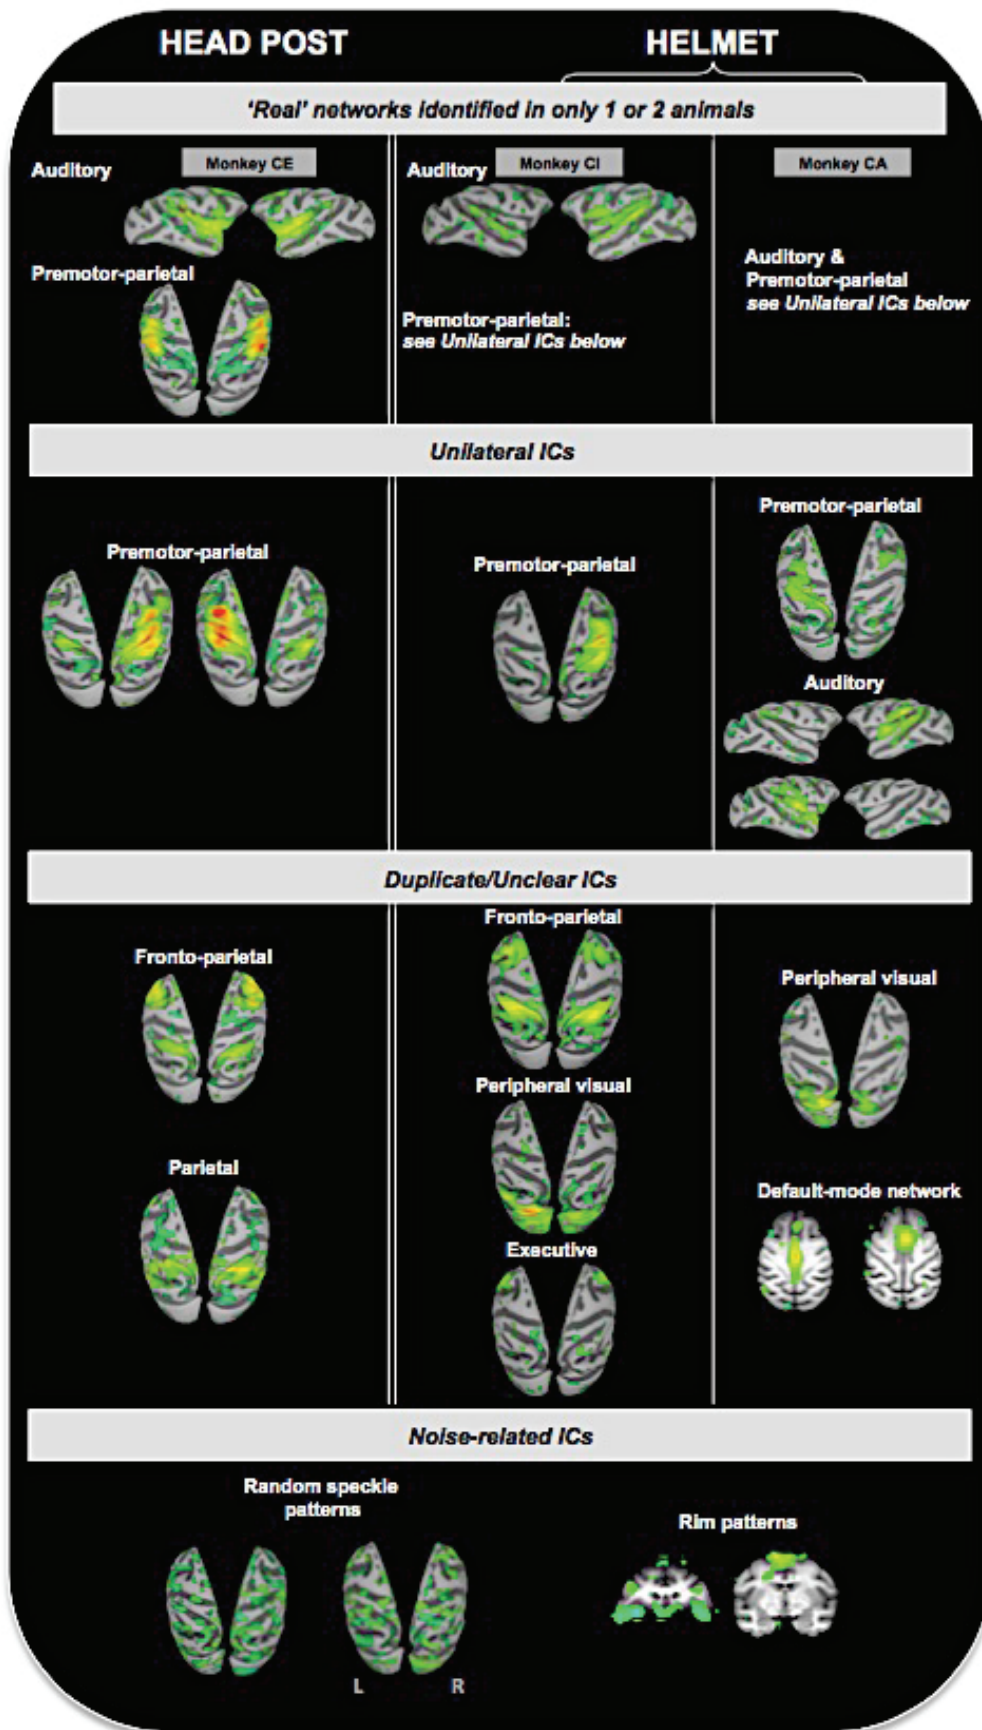 HEAD POST
HELMET
‘Real’ networks identified in only 1 or 2 animals
Auditory
Monkey CE
Premotor-parietal
Auditory
Monkey CI
Premotor-parietal:
see Unilateral ICs below
Monkey CA
Auditory &
Premotor-parietal
see Unilateral ICs below
Unilateral ICs
Premotor-parietal
Premotor-parietal
Premotor-parietal
Auditory
Duplicate/Unclear ICs
Fronto-parietal
Parietal
Fronto-parietal
Peripheral visual
Executive
Peripheral visual
Default-mode network
Noise-related ICs
Random speckle
patterns
L
R
Rim patterns